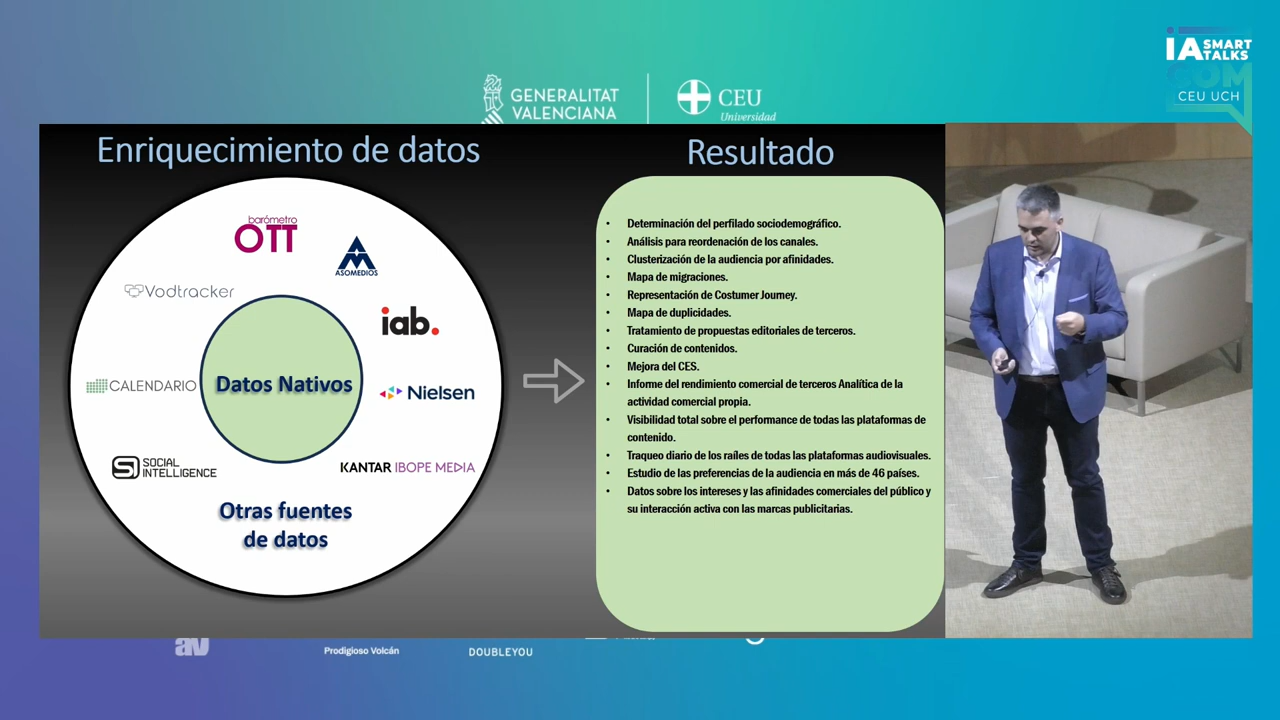 iA SMART
TALKS
COM
CEU UCH
GENERALITAT
VALENCIANA
CEU
Universidad
Enriquecimiento de datos
barómetro
OTT
ASOMEDIOS
Vodtracker
iab.
CALENDARIO
Datos Nativos
Nielsen
SI SOCIAL
INTELLIGENCE
KANTAR IBOPE MEDIA
Otras fuentes
de datos
Resultado
• Determinación del perfilado sociodemográfico.
• Análisis para reordenación de los canales.
• Clusterización de la audiencia por afinidades.
• Mapa de migraciones.
• Representación de Costumer Journey.
• Mapa de duplicidades.
• Tratamiento de propuestas editoriales de terceros.
• Curación de contenidos.
• Mejora del CES.
• Informe del rendimiento comercial de terceros Analítica de la
actividad comercial propia.
• Visibilidad total sobre el performance de todas las plataformas de
contenido.
• Traqueo diario de los raíles de todas las plataformas audiovisuales.
• Estudio de las preferencias de la audiencia en más de 46 países.
• Datos sobre los intereses y las afinidades comerciales del público y
su interacción activa con las marcas publicitarias.
Prodigioso Volcán
DOUBLEYOU